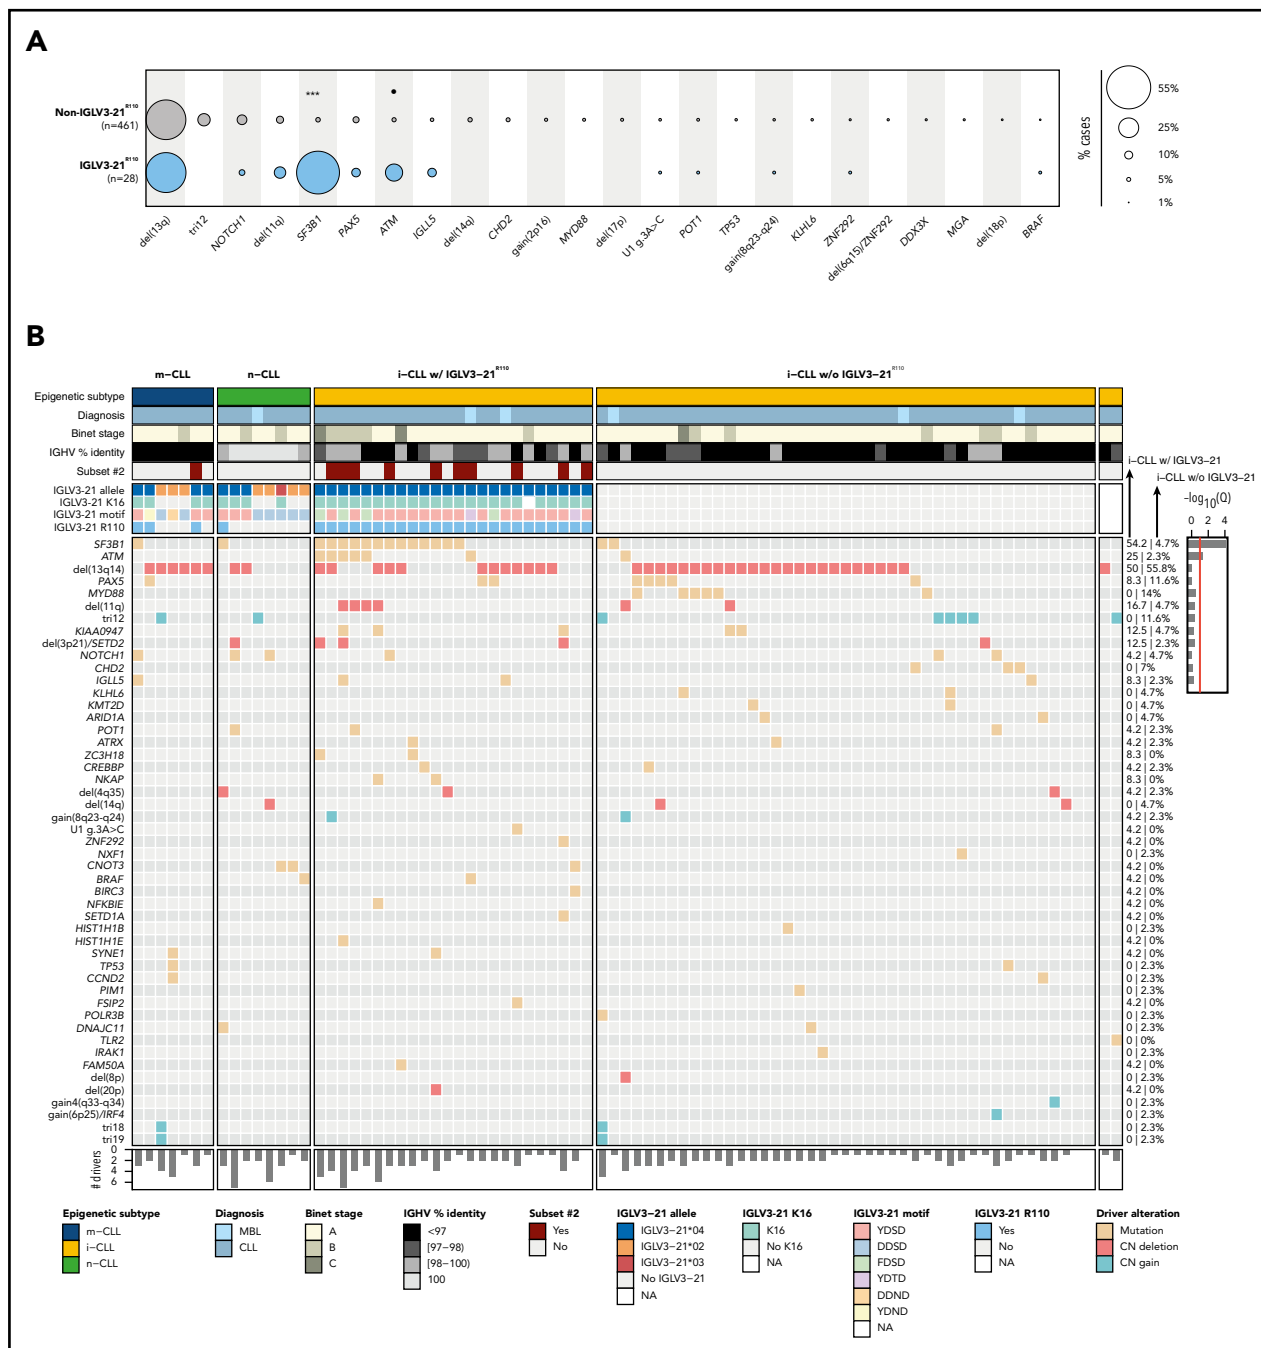 A
Non-IGLV3-21R110
(n=461)
IGLV3-21R110
(n=28)
***
% cases
55%
25%
10%
5%
1%
del(13q)
tri12
NOTCH1
del(11q)
SF3B1
PAX5
ATM
IGLL5
del(14q)
CHD2
gain(2p16)
MYD88
del(17p)
U1 g.3A>C
POT1
TP53
gain(8q23-q24)
KLHL6
ZNF292
del(6q15)/ZNF292
DDX3X
MGA
del(18p)
BRAF
B
m−CLL n−CLL i−CLL w/ IGLV3−21R110 i−CLL w/o IGLV3−21R110
Epigenetic subtype
Diagnosis
Binet stage
IGHV % identity
Subset #2
IGLV3-21 allele
IGLV3-21 K16
IGLV3-21 motif
IGLV3-21 R110
i−CLL w/ IGLV3−21
i−CLL w/o IGLV3−21
−log10(Q)
0 2 4
SF3B1 54.2 | 4.7%
ATM 25 | 2.3%
del(13q14) 50 | 55.8%
PAX5 8.3 | 11.6%
MYD88 0 | 14%
del(11q) 16.7 | 4.7%
tri12 0 | 11.6%
KIAA0947 12.5 | 4.7%
del(3p21)/SETD2 12.5 | 2.3%
NOTCH1 4.2 | 4.7%
CHD2 0 | 7%
IGLL5 8.3 | 2.3%
KLHL6 0 | 4.7%
KMT2D 0 | 4.7%
ARID1A 0 | 4.7%
POT1 4.2 | 2.3%
ATRX 4.2 | 2.3%
ZC3H18 8.3 | 0%
CREBBP 4.2 | 2.3%
NKAP 8.3 | 0%
del(4q35) 4.2 | 2.3%
del(14q) 0 | 4.7%
gain(8q23-q24) 4.2 | 2.3%
U1 g.3A>C 4.2 | 0%
ZNF292 4.2 | 0%
NXF1 0 | 2.3%
CNOT3 4.2 | 0%
BRAF 4.2 | 0%
BIRC3 4.2 | 0%
NFKBIE 4.2 | 0%
SETD1A 4.2 | 0%
HIST1H1B 0 | 2.3%
HIST1H1E 4.2 | 0%
SYNE1 4.2 | 0%
TP53 0 | 2.3%
CCND2 0 | 2.3%
PIM1 0 | 2.3%
FSIP2 4.2 | 0%
POLR3B 0 | 2.3%
DNAJC11 0 | 2.3%
TLR2 0 | 0%
IRAK1 0 | 2.3%
FAM50A 4.2 | 0%
del(8p) 0 | 2.3%
del(20p) 4.2 | 0%
gain4(q33-q34) 0 | 2.3%
gain(6p25)/IRF4 0 | 2.3%
tri18 0 | 2.3%
tri19 0 | 2.3%
# drivers
0
2
4
6
Epigenetic subtype
m−CLL
i−CLL
n−CLL
Diagnosis
MBL
CLL
Binet stage
A
B
C
IGHV % identity
<97
[97−98)
[98−100)
100
Subset #2
Yes
No
IGLV3−21 allele
IGLV3−21*04
IGLV3−21*02
IGLV3−21*03
No IGLV3−21
NA
IGLV3-21 K16
K16
No K16
NA
IGLV3-21 motif
YDSD
DDSD
FDSD
YDTD
DDND
YDND
NA
IGLV3-21 R110
Yes
No
NA
Driver alteration
Mutation
CN deletion
CN gain